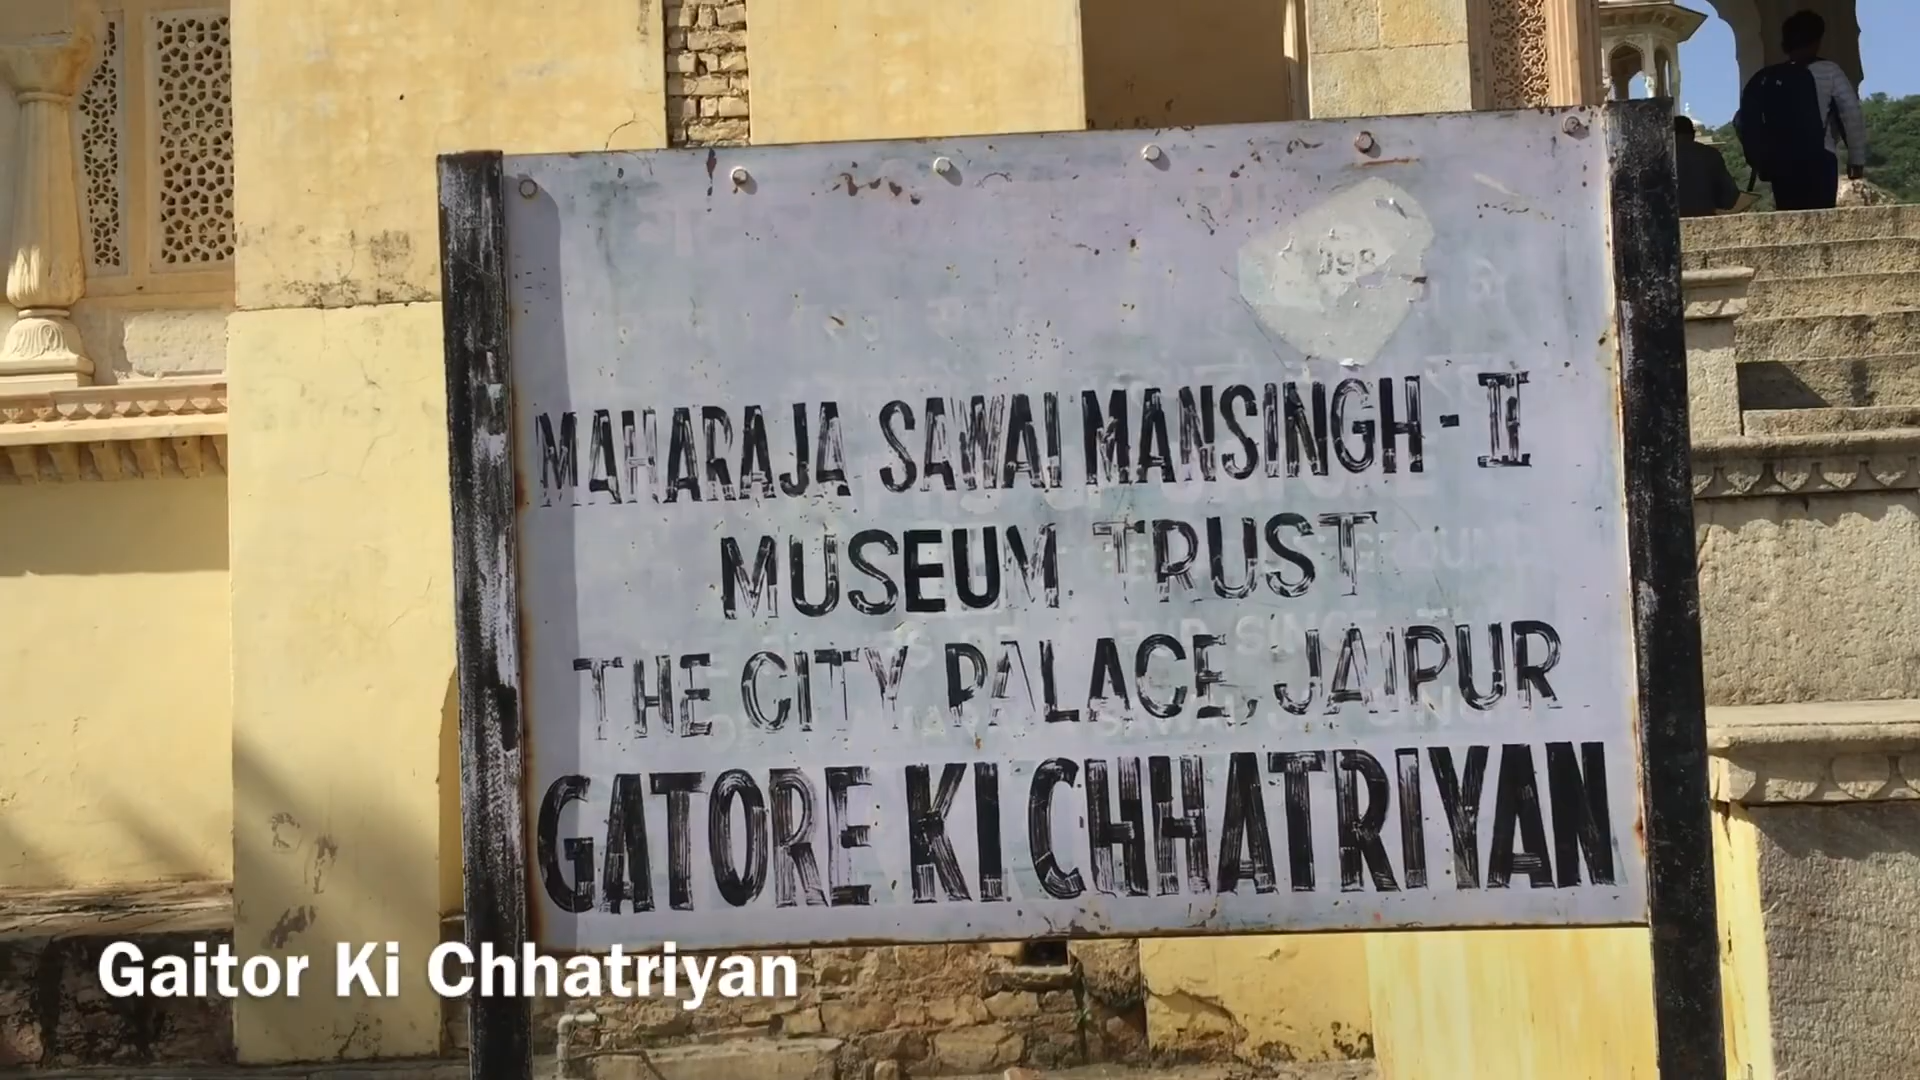 MAHARAJA SAWAI MANSINGH - II
MUSEUM TRUST
THE CITY PALACE, JAIPUR
GATORE KI CHHATRIYAN
Gaitor Ki Chhatriyan